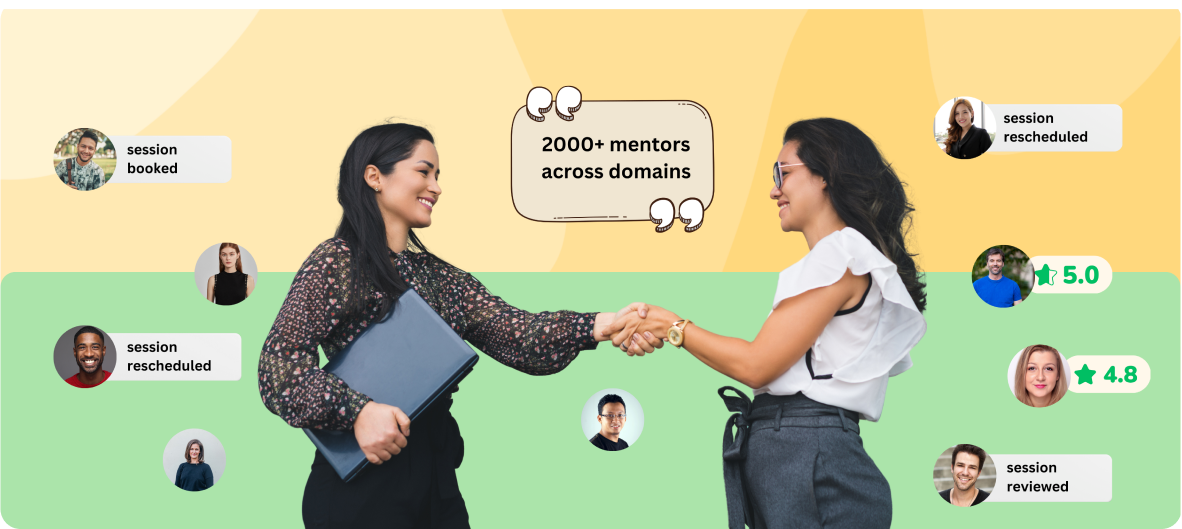 2000+ mentors
across domains
session
booked
session
rescheduled
session
rescheduled
5.0
4.8
session
reviewed